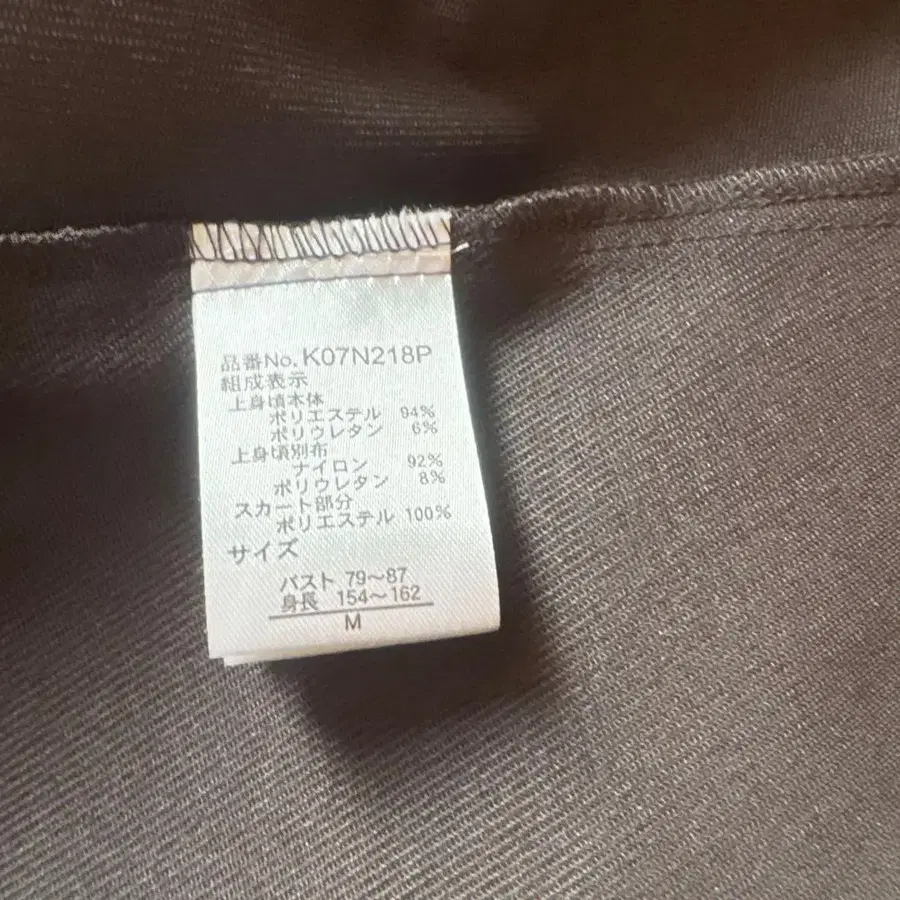 品番No. K07N218P
組成表示
上身頃本体
ポリエステル 94%
ポリウレタン 6%
上身頃別布
ナイロン 92%
ポリウレタン 8%
スカート部分
ポリエステル 100%
サイズ
バスト 79～87
身長 154～162
M